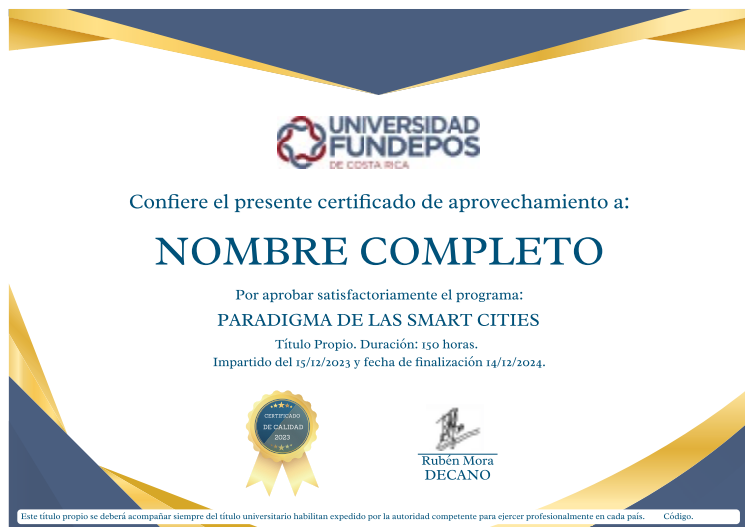 UNIVERSIDAD
FUNDEPOS
DE COSTA RICA
Confiere el presente certificado de aprovechamiento a:
NOMBRE COMPLETO
Por aprobar satisfactoriamente el programa:
PARADIGMA DE LAS SMART CITIES
Título Propio. Duración: 150 horas.
Impartido del 15/12/2023 y fecha de finalización 14/12/2024.
CERTIFICADO
DE CALIDAD
2023
Rubén Mora
DECANO
Este título propio se deberá acompañar siempre del título universitario habilitan expedido por la autoridad competente para ejercer profesionalmente en cada país. Código.